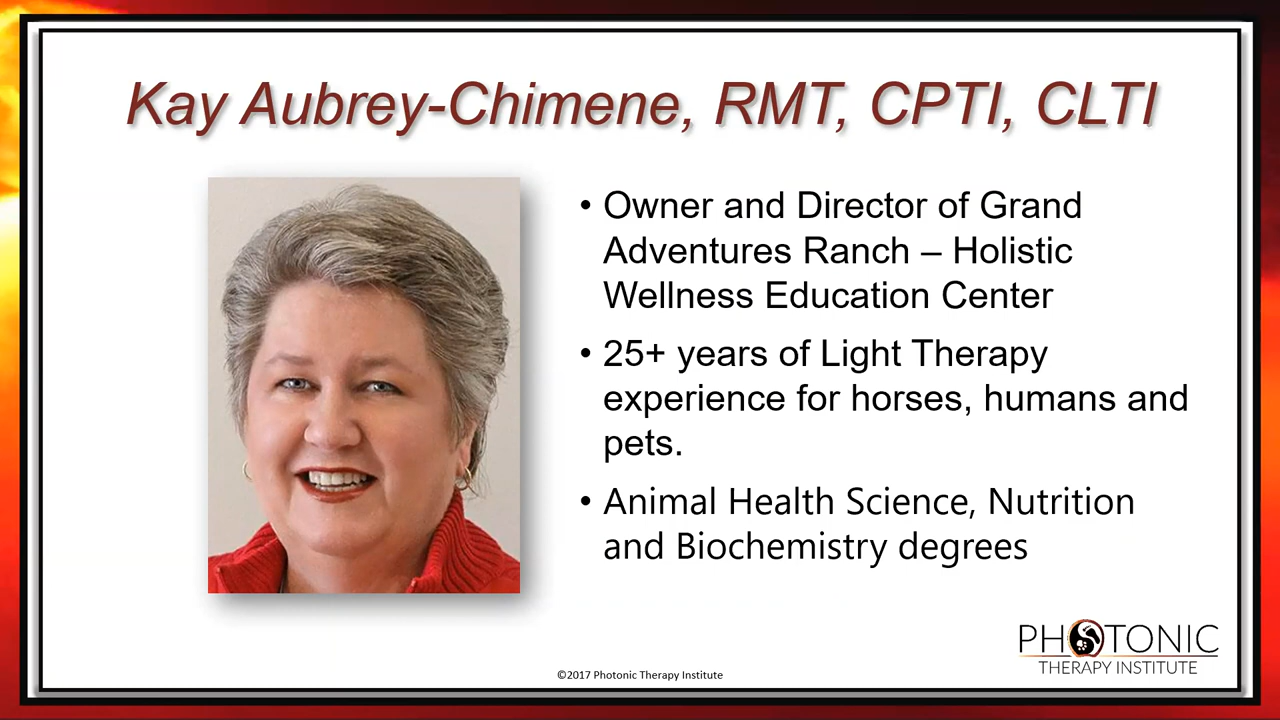 Kay Aubrey-Chimene, RMT, CPTI, CLTI
• Owner and Director of Grand
Adventures Ranch – Holistic
Wellness Education Center
• 25+ years of Light Therapy
experience for horses, humans and
pets.
• Animal Health Science, Nutrition
and Biochemistry degrees
PHOTONIC
THERAPY INSTITUTE
©2017 Photonic Therapy Institute